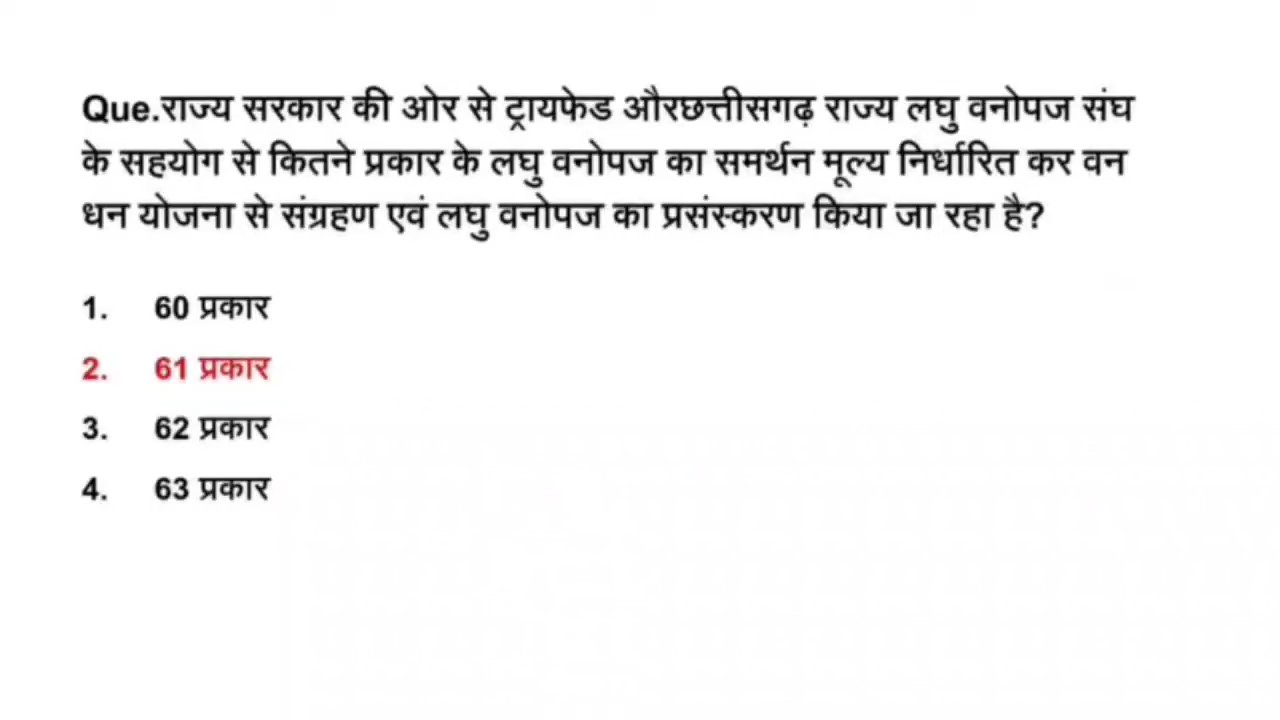 Que.राज्य सरकार की ओर से ट्रायफेड औरछत्तीसगढ़ राज्य लघु वनोपज संघ
के सहयोग से कितने प्रकार के लघु वनोपज का समर्थन मूल्य निर्धारित कर वन
धन योजना से संग्रहण एवं लघु वनोपज का प्रसंस्करण किया जा रहा है?
1. 60 प्रकार
2. 61 प्रकार
3. 62 प्रकार
4. 63 प्रकार